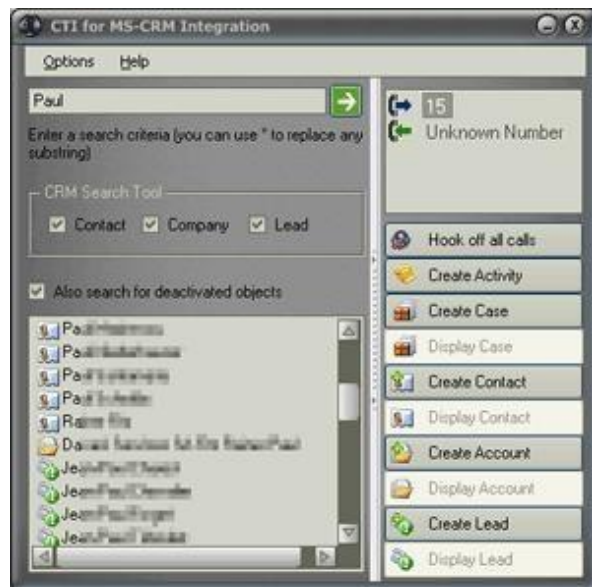 CTI for MS-CRM Integration
Options Help
Paul
Enter a search criteria (you can use * to replace any
substring)
CRM Search Tool
Contact Company Lead
Also search for deactivated objects
15
Unknown Number
Hook off all calls
Create Activity
Create Case
Display Case
Create Contact
Display Contact
Create Account
Display Account
Create Lead
Display Lead